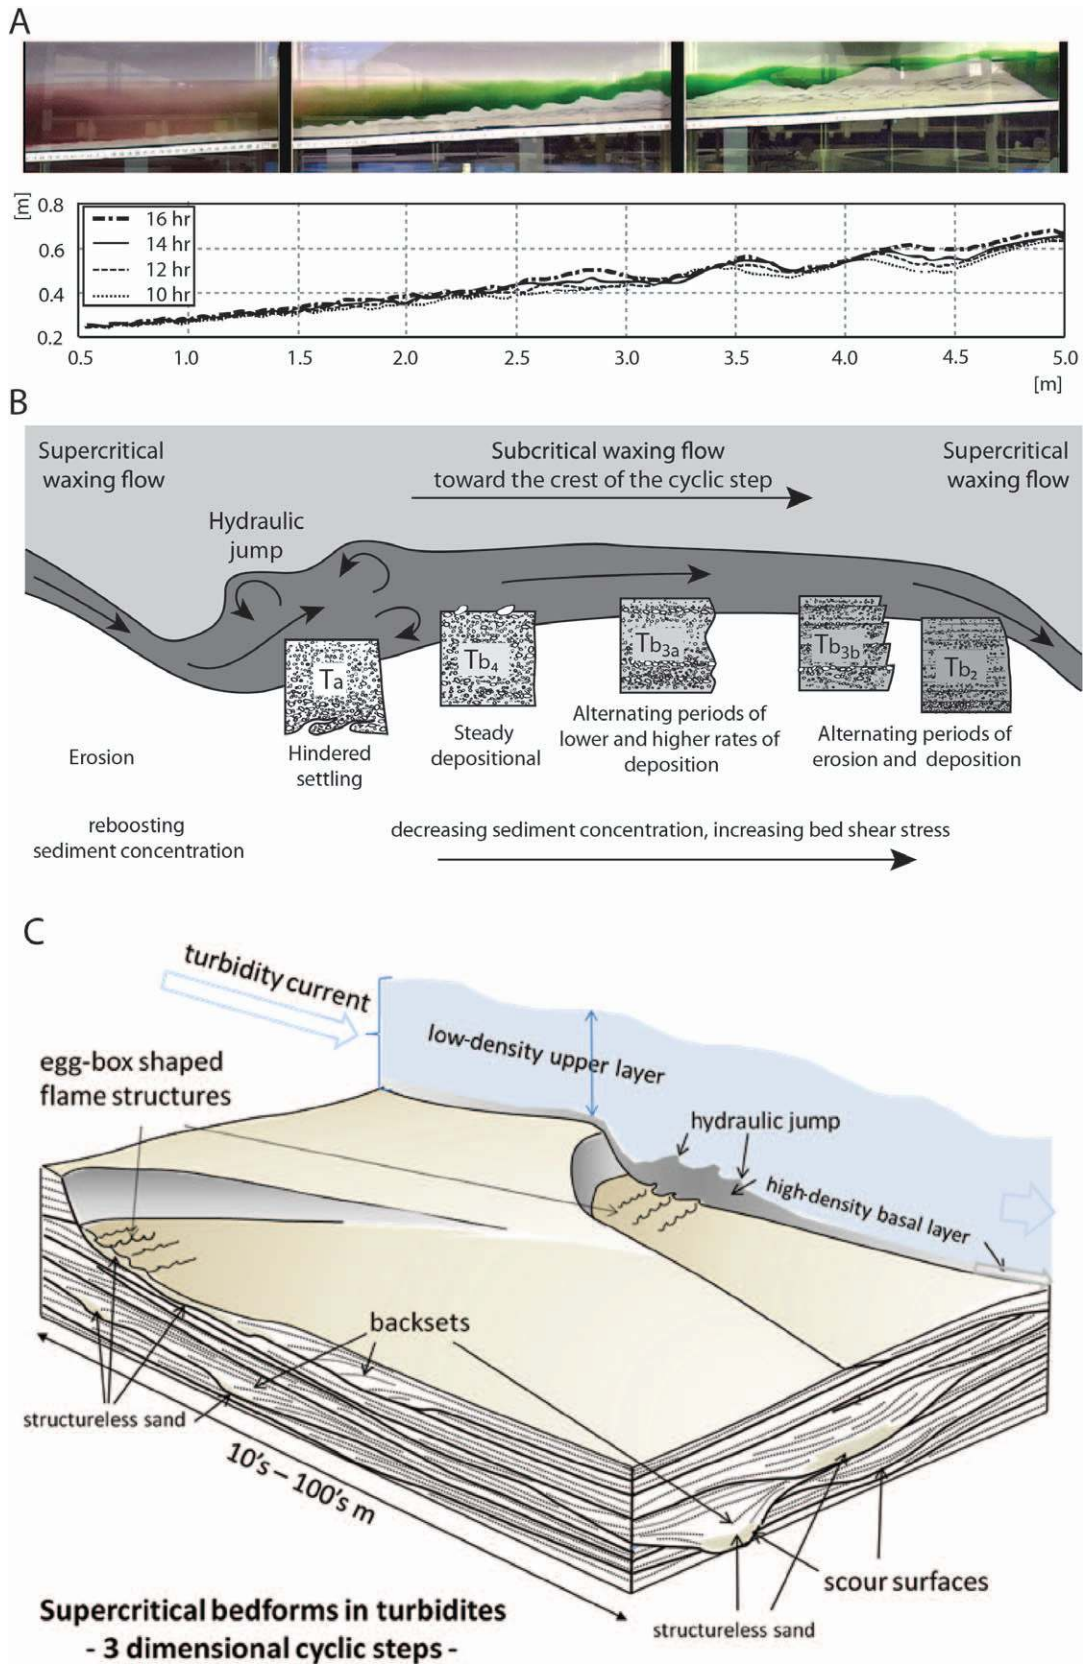 A
[m]
0.8
0.6
0.4
0.2
16 hr
14 hr
12 hr
10 hr
0.5 1.0 1.5 2.0 2.5 3.0 3.5 4.0 4.5 5.0
[m]
B
Supercritical
waxing flow
Subcritical waxing flow
toward the crest of the cyclic step
Supercritical
waxing flow
Hydraulic
jump
Ta
Tb4
Tb3a
Tb3b
Tb2
Erosion
Hindered
settling
Steady
depositional
Alternating periods of
lower and higher rates of
deposition
Alternating periods of
erosion and deposition
reboosting
sediment concentration
decreasing sediment concentration, increasing bed shear stress
C
turbidity current
low-density upper layer
egg-box shaped
flame structures
hydraulic jump
high-density basal layer
backsets
structureless sand
10's – 100's m
scour surfaces
structureless sand
Supercritical bedforms in turbidites
- 3 dimensional cyclic steps -